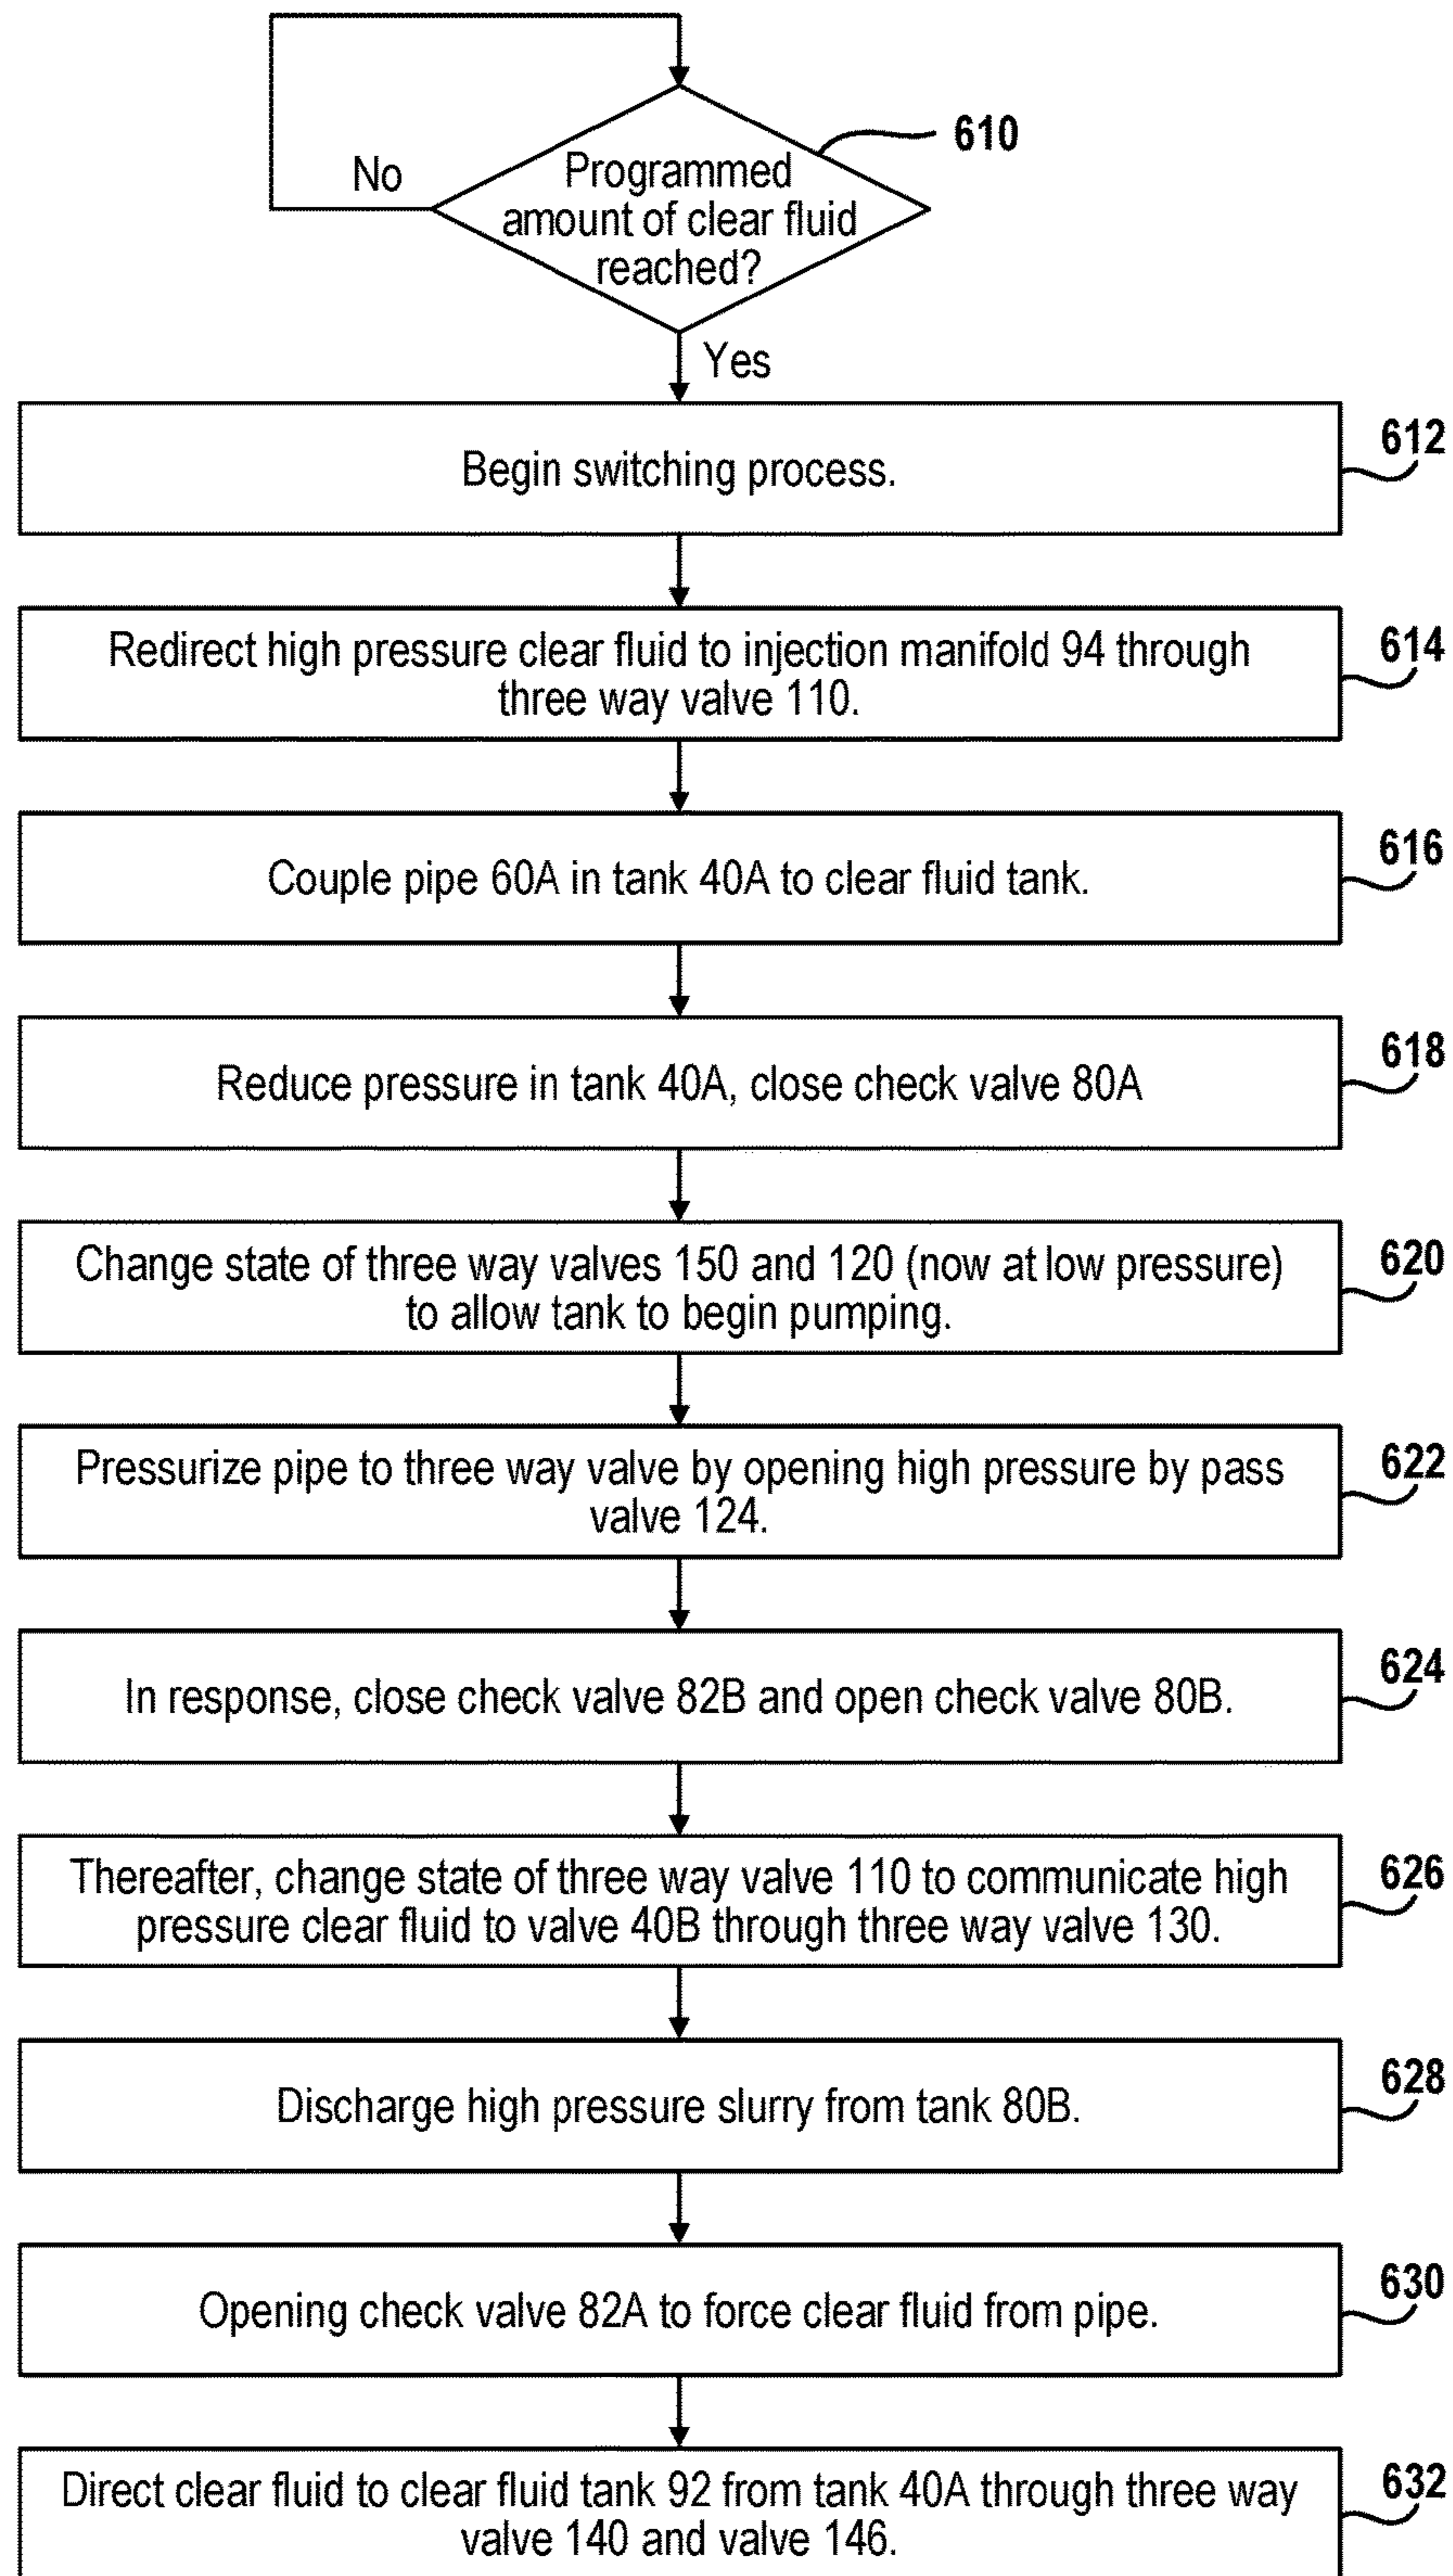 610
No
Programmed
amount of clear fluid
reached?
Yes
612
Begin switching process.
614
Redirect high pressure clear fluid to injection manifold 94 through
three way valve 110.
616
Couple pipe 60A in tank 40A to clear fluid tank.
618
Reduce pressure in tank 40A, close check valve 80A
620
Change state of three way valves 150 and 120 (now at low pressure)
to allow tank to begin pumping.
622
Pressurize pipe to three way valve by opening high pressure by pass
valve 124.
624
In response, close check valve 82B and open check valve 80B.
626
Thereafter, change state of three way valve 110 to communicate high
pressure clear fluid to valve 40B through three way valve 130.
628
Discharge high pressure slurry from tank 80B.
630
Opening check valve 82A to force clear fluid from pipe.
632
Direct clear fluid to clear fluid tank 92 from tank 40A through three way
valve 140 and valve 146.